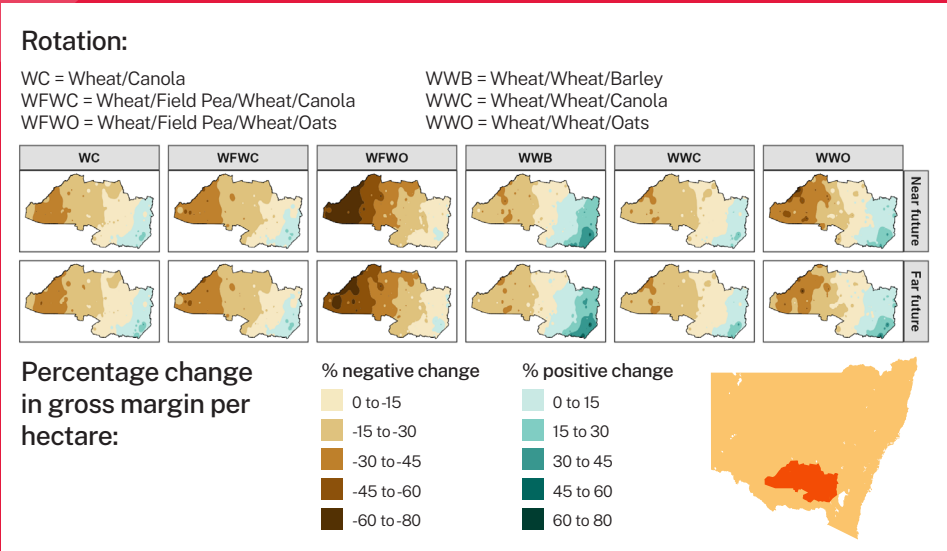 Rotation:
WC = Wheat/Canola
WFWC = Wheat/Field Pea/Wheat/Canola
WFWO = Wheat/Field Pea/Wheat/Oats
WWB = Wheat/Wheat/Barley
WWC = Wheat/Wheat/Canola
WWO = Wheat/Wheat/Oats
WC
WFWC
WFWO
WWB
WWC
WWO
Near future
Far future
Percentage change
in gross margin per
hectare:
% negative change
0 to -15
-15 to -30
-30 to -45
-45 to -60
-60 to -80
% positive change
0 to 15
15 to 30
30 to 45
45 to 60
60 to 80